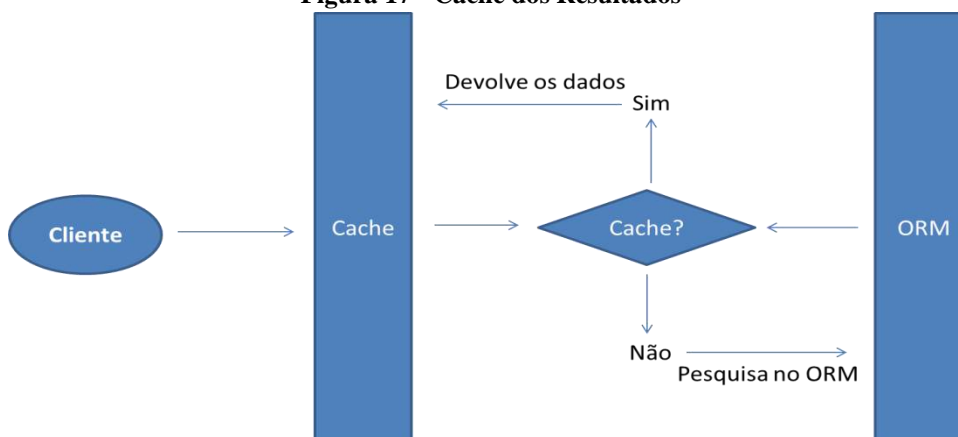 Figura 17 - Cache dos Resultados
Devolve os dados
Sim
Cliente
Cache
Cache?
ORM
Não
Pesquisa no ORM